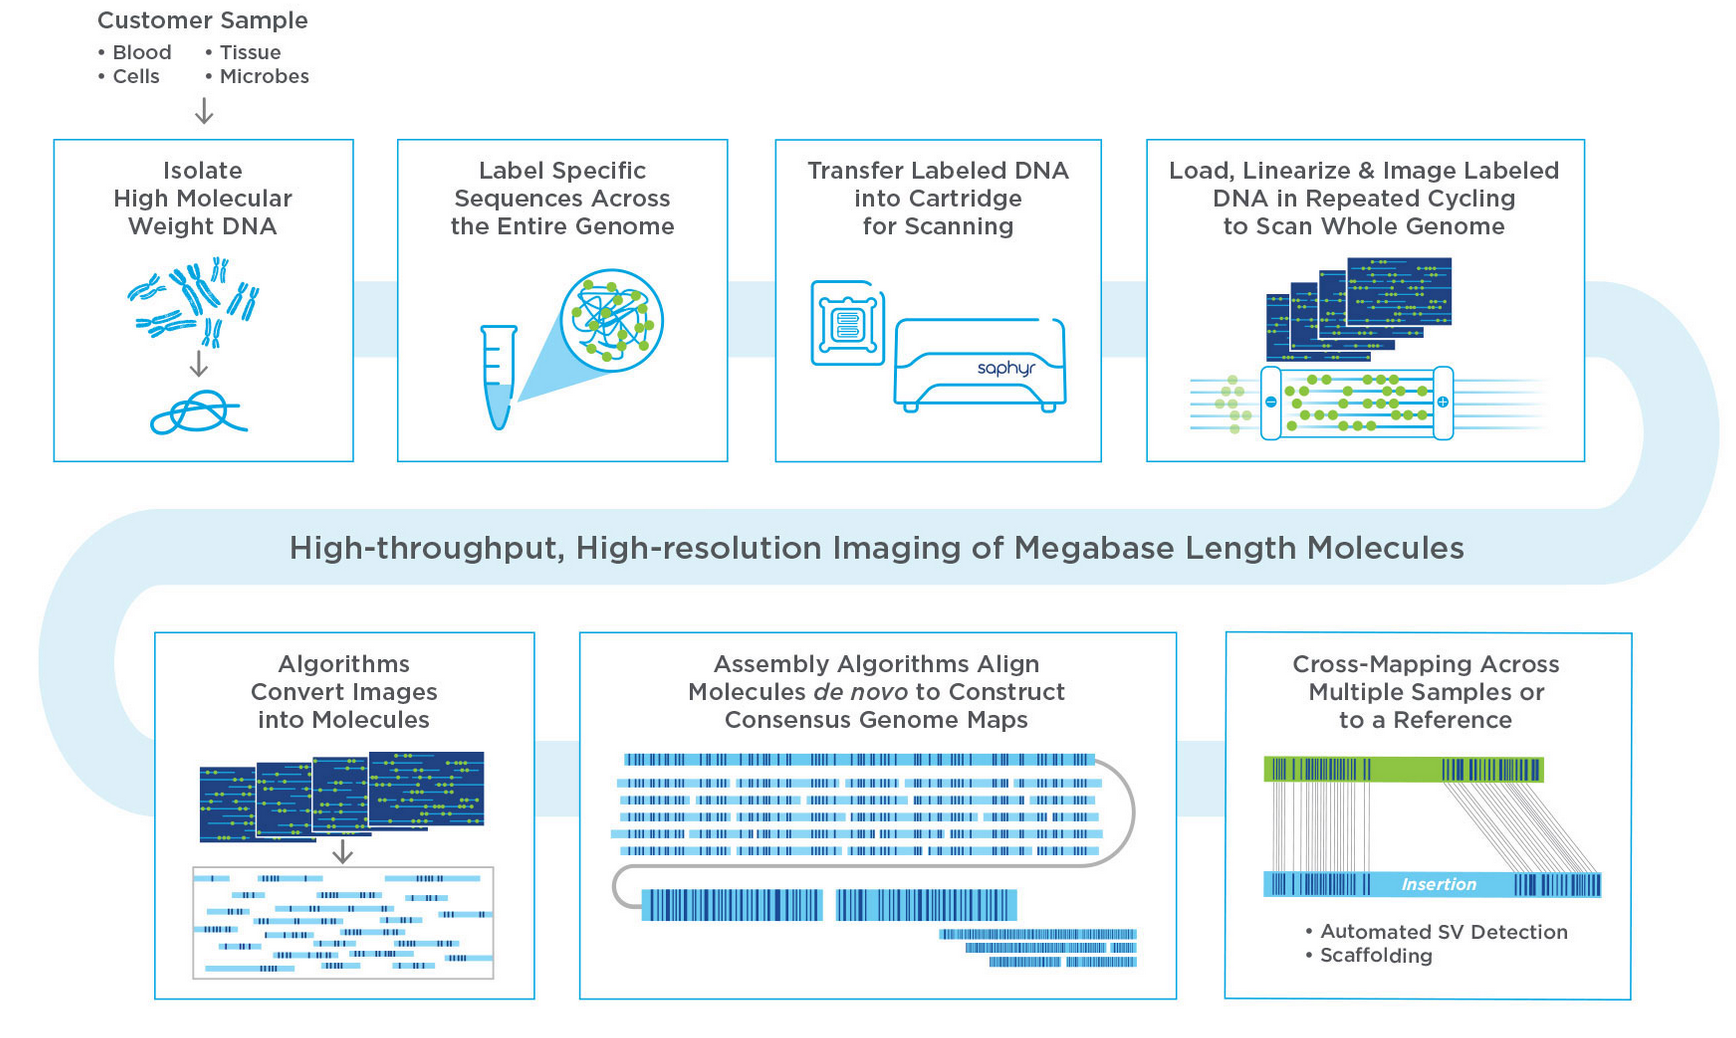 Customer Sample
• Blood • Tissue
• Cells • Microbes
Isolate
High Molecular
Weight DNA
Label Specific
Sequences Across
the Entire Genome
Transfer Labeled DNA
into Cartridge
for Scanning
saphyr
Load, Linearize & Image Labeled
DNA in Repeated Cycling
to Scan Whole Genome
− +
High-throughput, High-resolution Imaging of Megabase Length Molecules
Algorithms
Convert Images
into Molecules
Assembly Algorithms Align
Molecules de novo to Construct
Consensus Genome Maps
Cross-Mapping Across
Multiple Samples or
to a Reference
Insertion
• Automated SV Detection
• Scaffolding